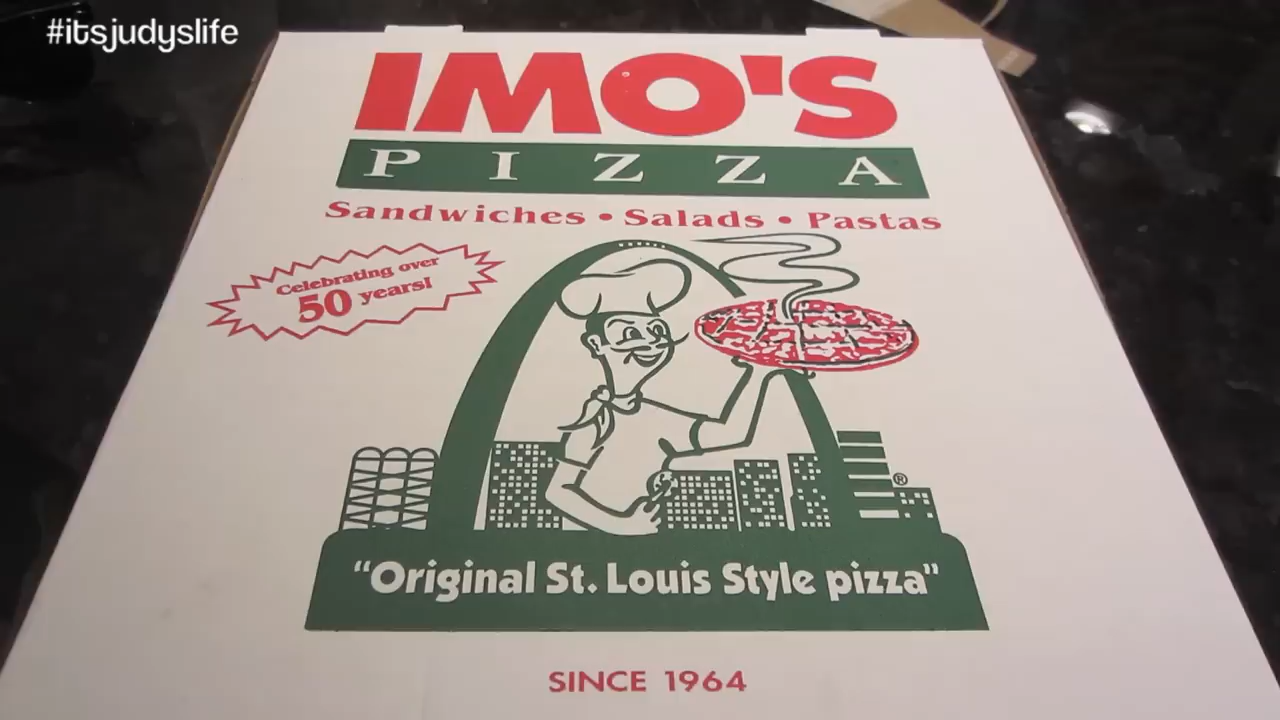 #itsjudyslife
IMO'S
PIZZA
Sandwiches • Salads • Pastas
Celebrating over
50 years!
®
"Original St. Louis Style pizza"
SINCE 1964